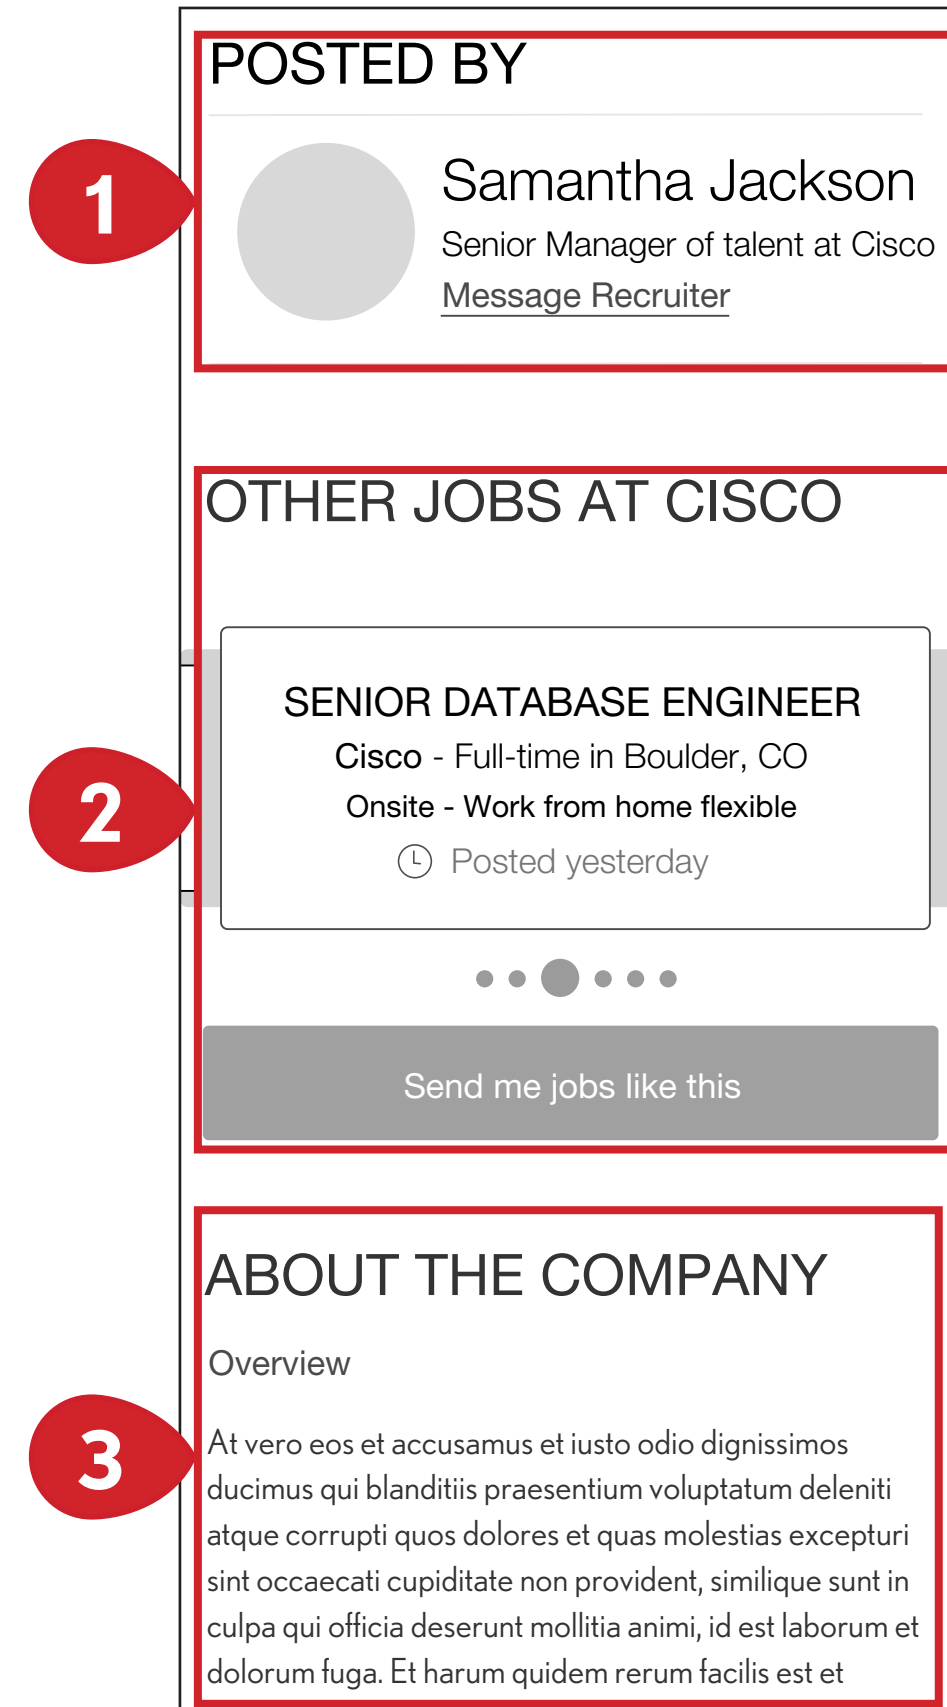 POSTED BY
1
Samantha Jackson
Senior Manager of talent at Cisco
Message Recruiter
OTHER JOBS AT CISCO
SENIOR DATABASE ENGINEER
Cisco - Full-time in Boulder, CO
2
Onsite - Work from home flexible
Posted yesterday
Send me jobs like this
ABOUT THE COMPANY
Overview
3
At vero eos et accusamus et iusto odio dignissimos
ducimus qui blanditiis praesentium voluptatum deleniti
atque corrupti quos dolores et quas molestias excepturi
sint occaecati cupiditate non provident, similique sunt in
culpa qui officia deserunt mollitia animi, id est laborum et
dolorum fuga. Et harum quidem rerum facilis est et